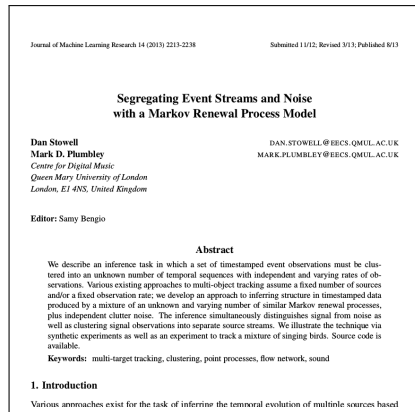 Journal of Machine Learning Research 14 (2013) 2213-2238 Submitted 11/12; Revised 3/13; Published 8/13
Segregating Event Streams and Noise
with a Markov Renewal Process Model
Dan Stowell DAN.STOWELL@EECS.QMUL.AC.UK
Mark D. Plumbley MARK.PLUMBLEY@EECS.QMUL.AC.UK
Centre for Digital Music
Queen Mary University of London
London, E1 4NS, United Kingdom
Editor: Samy Bengio
Abstract
We describe an inference task in which a set of timestamped event observations must be clus-
tered into an unknown number of temporal sequences with independent and varying rates of ob-
servations. Various existing approaches to multi-object tracking assume a fixed number of sources
and/or a fixed observation rate; we develop an approach to inferring structure in timestamped data
produced by a mixture of an unknown and varying number of similar Markov renewal processes,
plus independent clutter noise. The inference simultaneously distinguishes signal from noise as
well as clustering signal observations into separate source streams. We illustrate the technique via
synthetic experiments as well as an experiment to track a mixture of singing birds. Source code is
available.
Keywords: multi-target tracking, clustering, point processes, flow network, sound
1. Introduction
Various approaches exist for the task of inferring the temporal evolution of multiple sources based